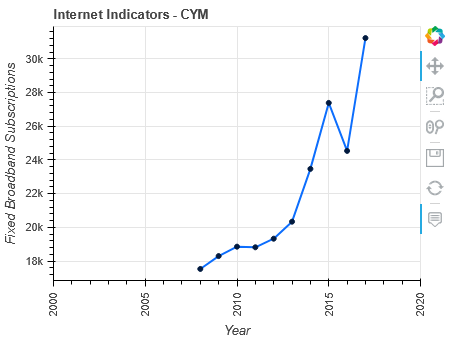 Internet Indicators - CYM
Fixed Broadband Subscriptions
30k
28k
26k
24k
22k
20k
18k
2000
2005
2010
2015
2020
Year